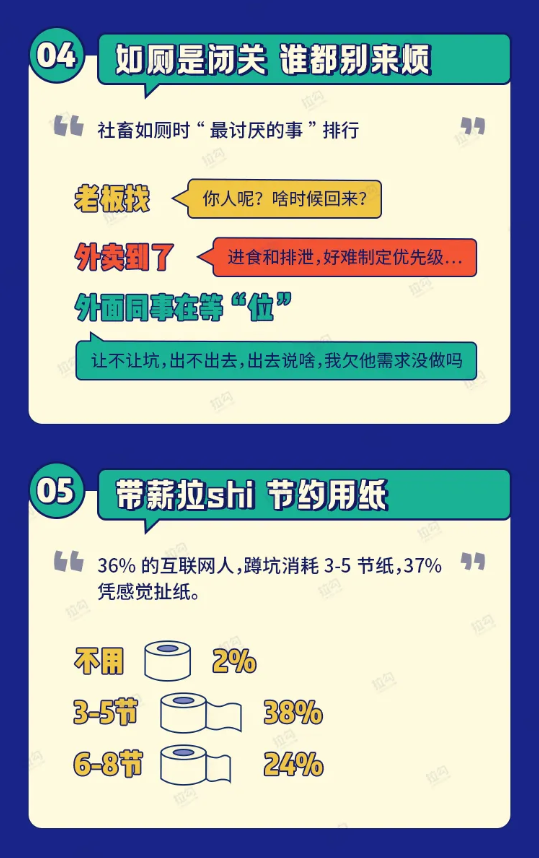 04
如厕是闭关 谁都别来烦
社畜如厕时“最讨厌的事”排行
老板找
你人呢？啥时候回来？
外卖到了
进食和排泄,好难制定优先级...
外面同事在等“位”
让不让坑,出不出去,出去说啥,我欠他需求没做吗
05
带薪拉shi 节约用纸
36% 的互联网人,蹲坑消耗 3-5 节纸,37%
凭感觉扯纸。
不用
2%
3-5节
38%
6-8节
24%
拉勾